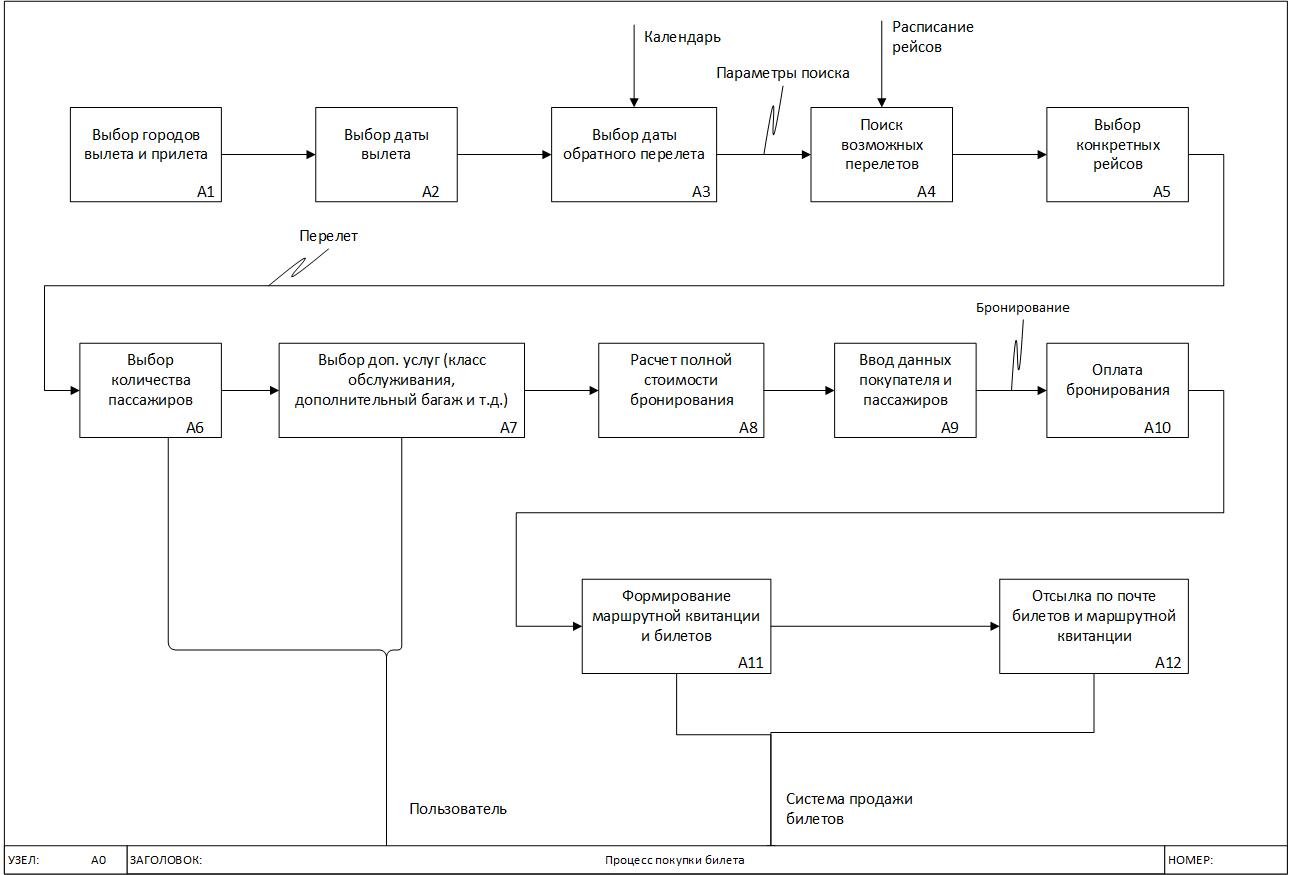 Календарь
Расписание
рейсов
Параметры поиска
Выбор городов
вылета и прилета
A1
Выбор даты
вылета
A2
Выбор даты
обратного перелета
A3
Поиск
возможных
перелетов
A4
Выбор
конкретных
рейсов
A5
Перелет
Бронирование
Выбор
количества
пассажиров
A6
Выбор доп. услуг (класс
обслуживания,
дополнительный багаж и т.д.)
A7
Расчет полной
стоимости
бронирования
A8
Ввод данных
покупателя и
пассажиров
A9
Оплата
бронирования
A10
Формирование
маршрутной квитанции
и билетов
A11
Отсылка по почте
билетов и маршрутной
квитанции
A12
Пользователь
Система продажи
билетов
УЗЕЛ: A0 ЗАГОЛОВОК: Процесс покупки билета НОМЕР: